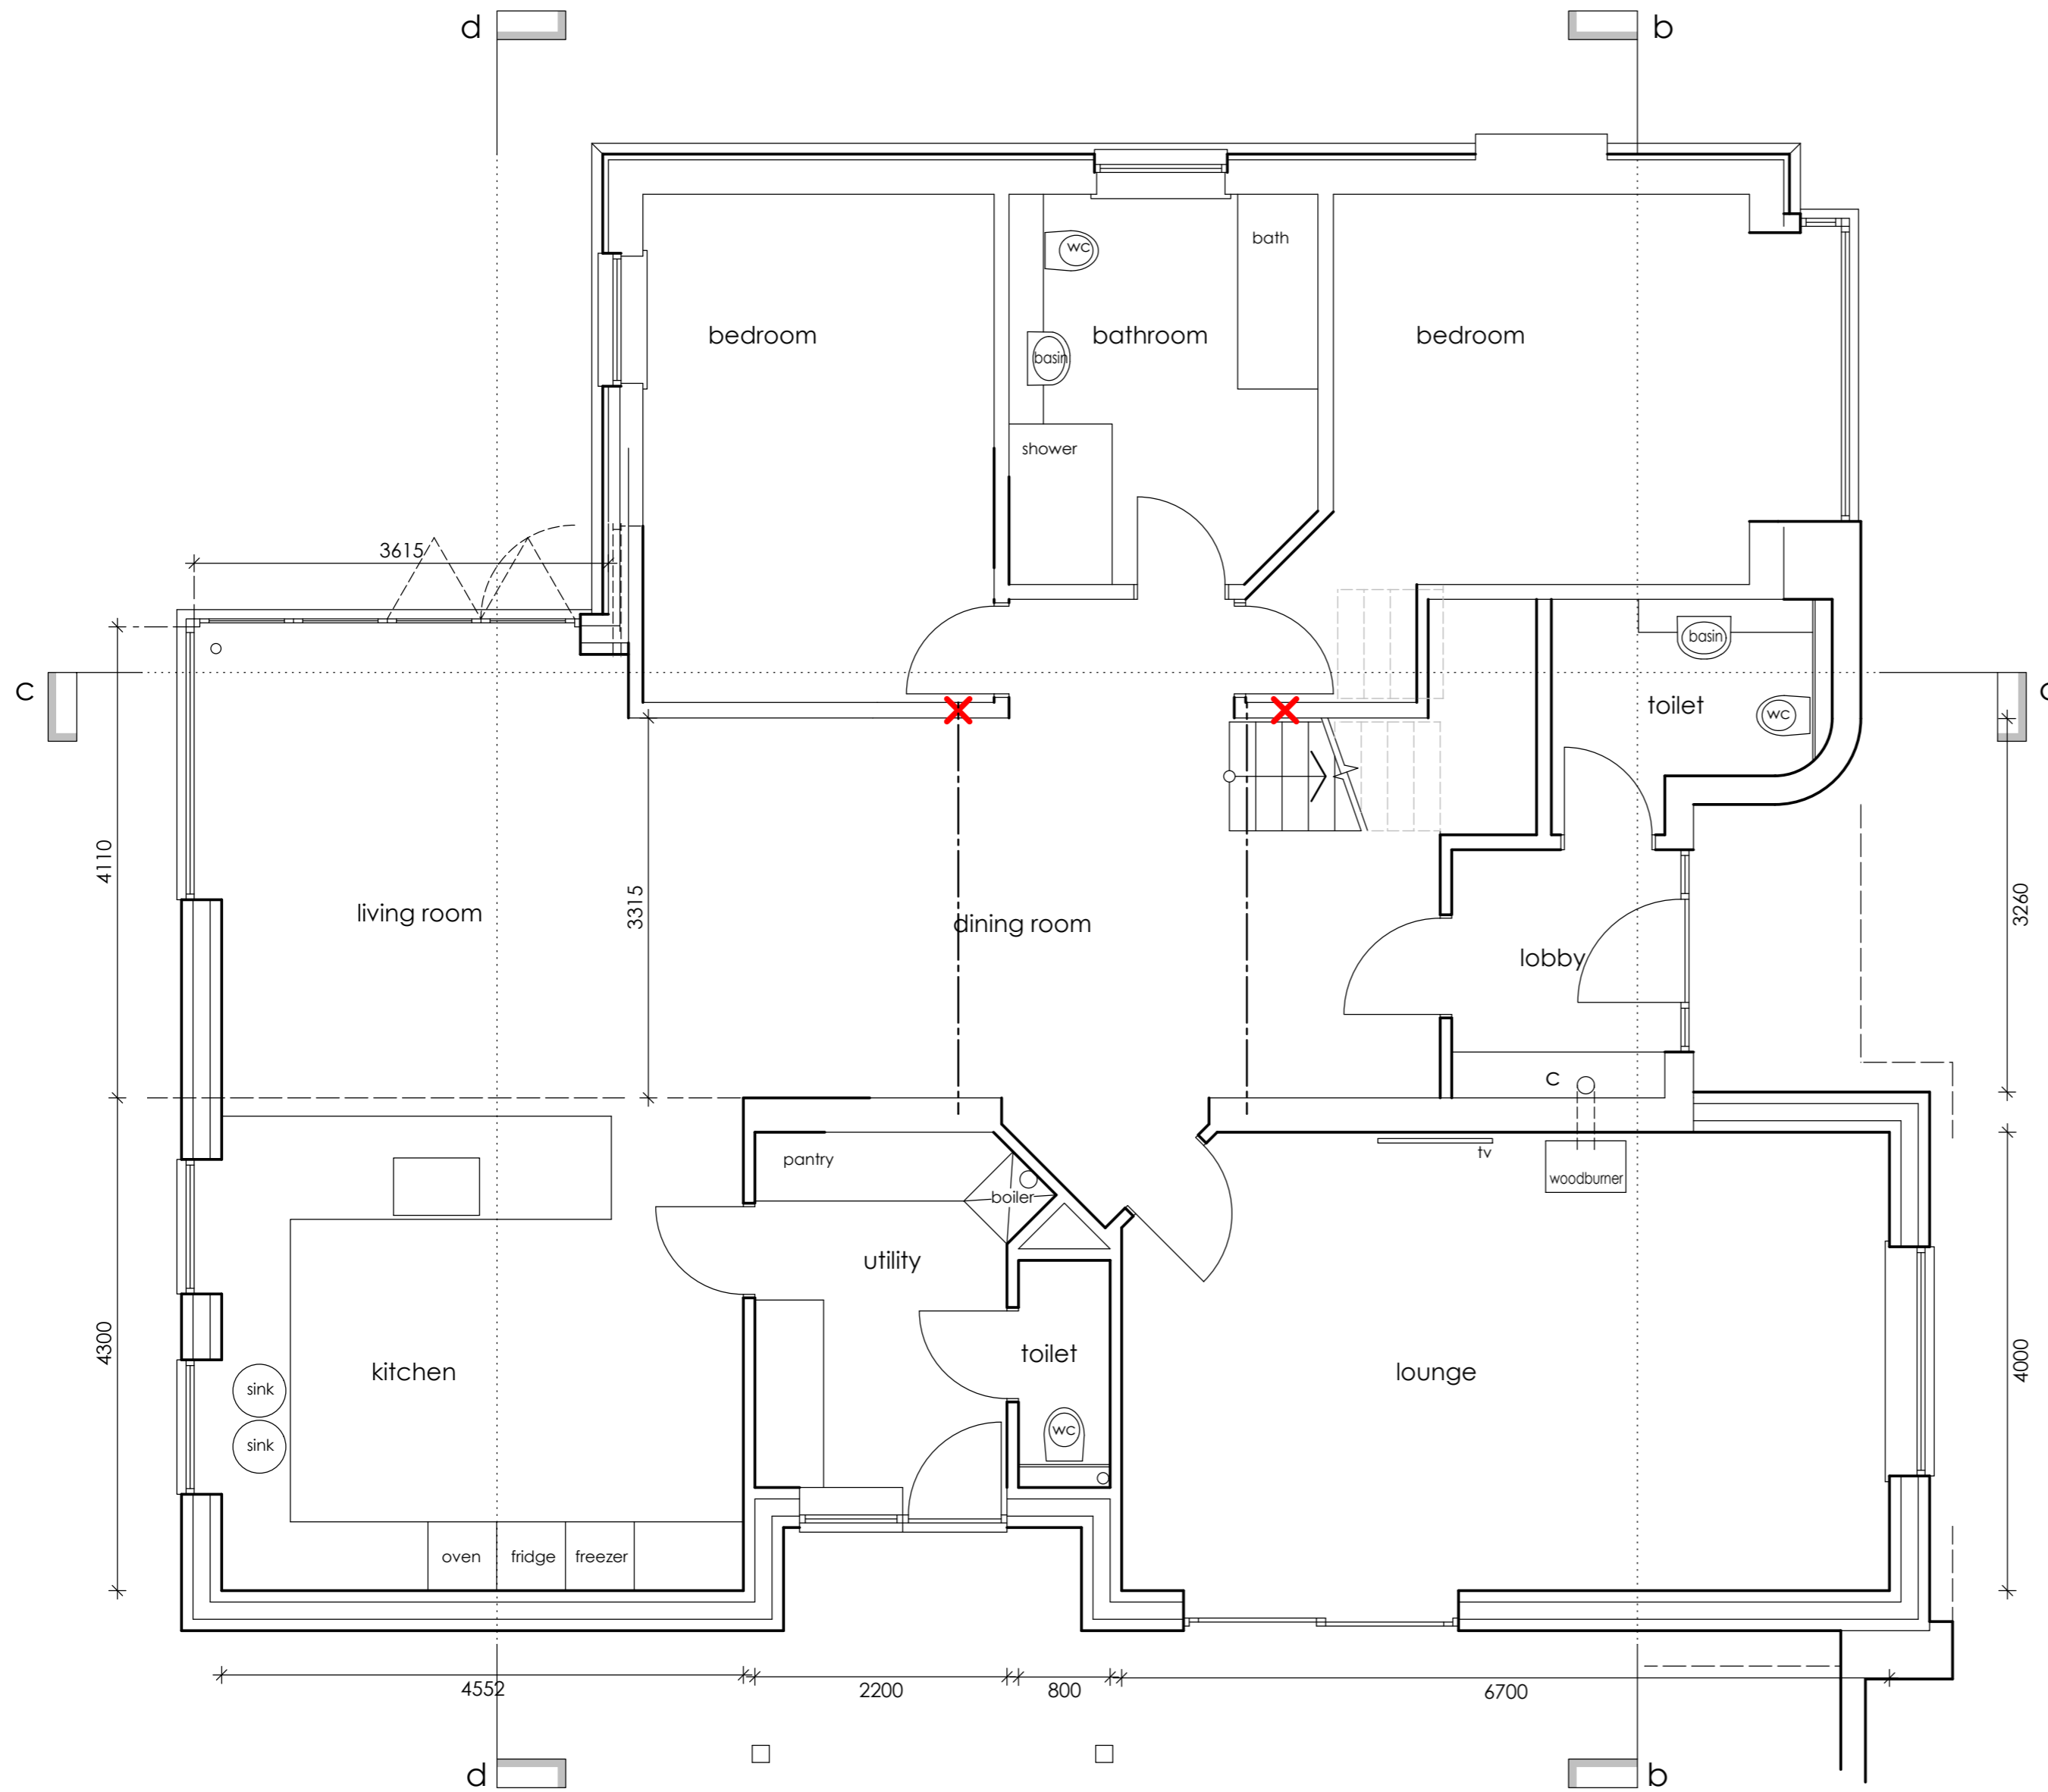 d
b
bath
WC
bedroom
bathroom
bedroom
basin
shower
3615
basin
c
c
toilet
WC
4110
3315
living room
dining room
3260
lobby
c
tv
pantry
woodburner
boiler
utility
4300
toilet
4000
kitchen
lounge
sink
WC
sink
oven
fridge
freezer
4552
2200
800
6700
d
b